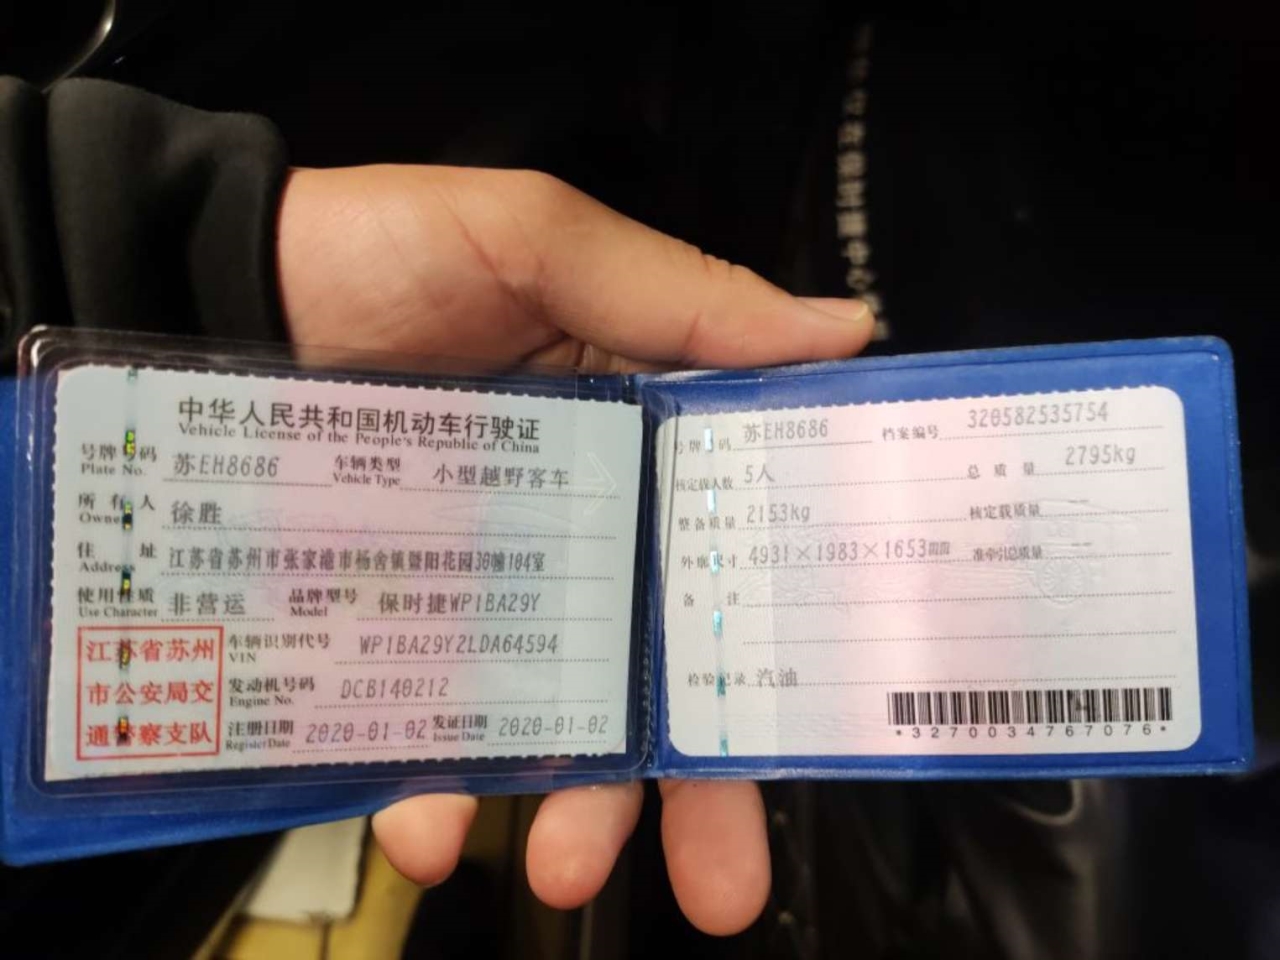 中华人民共和国机动车行驶证
Vehicle License of the People's Republic of China
号牌号码 苏EH8686 车辆类型 小型越野客车
Plate No. Vehicle Type
所有人 徐胜
Owner
住址 江苏省苏州市张家港市杨舍镇暨阳花园30幢104室
Address
使用性质 非营运 品牌型号 保时捷WP1BA29Y
Use Character Model
江苏省苏州
市公安局交
通警察支队
车辆识别代号 WP1BA29Y2LDA64594
VIN
发动机号码 DCB140212
Engine No.
注册日期 2020-01-02 发证日期 2020-01-02
Register Date Issue Date
号牌号码 苏EH8686 档案编号 320582535754
核定载人数 5人 总质量 2795kg
整备质量 2153kg 核定载质量 --
外廓尺寸 4931×1983×1653mm 准牵引总质量 --
备注
检验记录 汽油
*3270034767076*